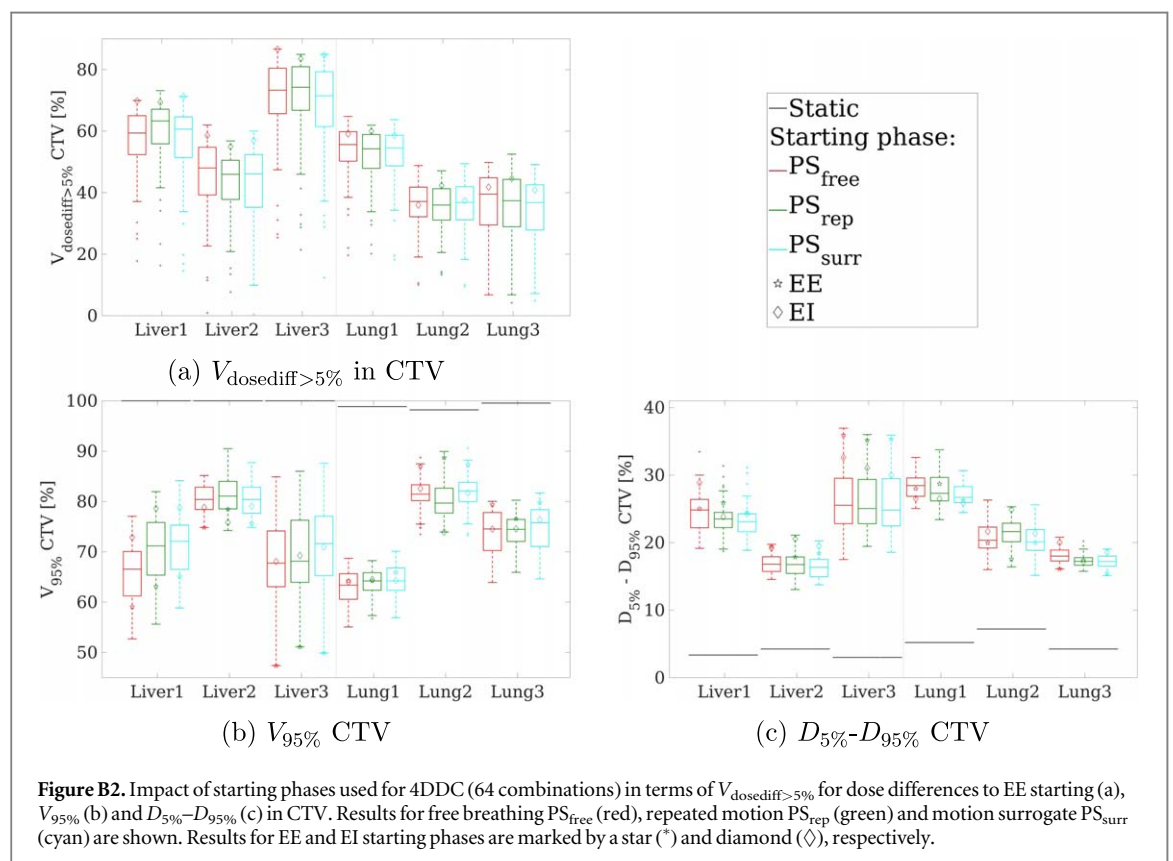 80
60
40
20
0
V_dosediff>5% CTV [%]
Liver1 Liver2 Liver3 Lung1 Lung2 Lung3
(a) V_dosediff>5% in CTV
Static
Starting phase:
PS_free
PS_rep
PS_surr
EE
EI
100
90
80
70
60
50
V_95% CTV [%]
Liver1 Liver2 Liver3 Lung1 Lung2 Lung3
(b) V_95% CTV
40
30
20
10
0
D_5% - D_95% CTV [%]
Liver1 Liver2 Liver3 Lung1 Lung2 Lung3
(c) D_5%-D_95% CTV
Figure B2. Impact of starting phases used for 4DDC (64 combinations) in terms of V_dosediff>5% for dose differences to EE starting (a),
V_95% (b) and D_5%–D_95% (c) in CTV. Results for free breathing PS_free (red), repeated motion PS_rep (green) and motion surrogate PS_surr
(cyan) are shown. Results for EE and EI starting phases are marked by a star (*) and diamond (◇), respectively.